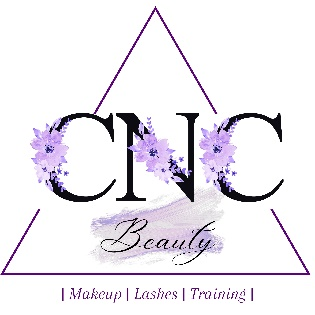 CNC
Beauty
| Makeup | Lashes | Training |